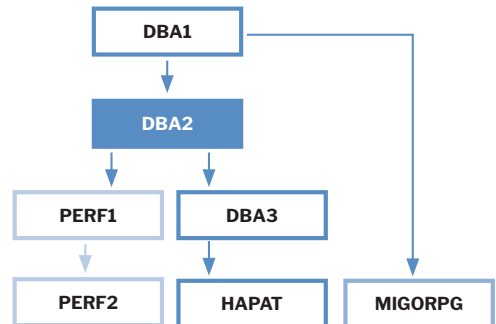 DBA1
DBA2
PERF1
DBA3
PERF2
HAPAT
MIGORPG